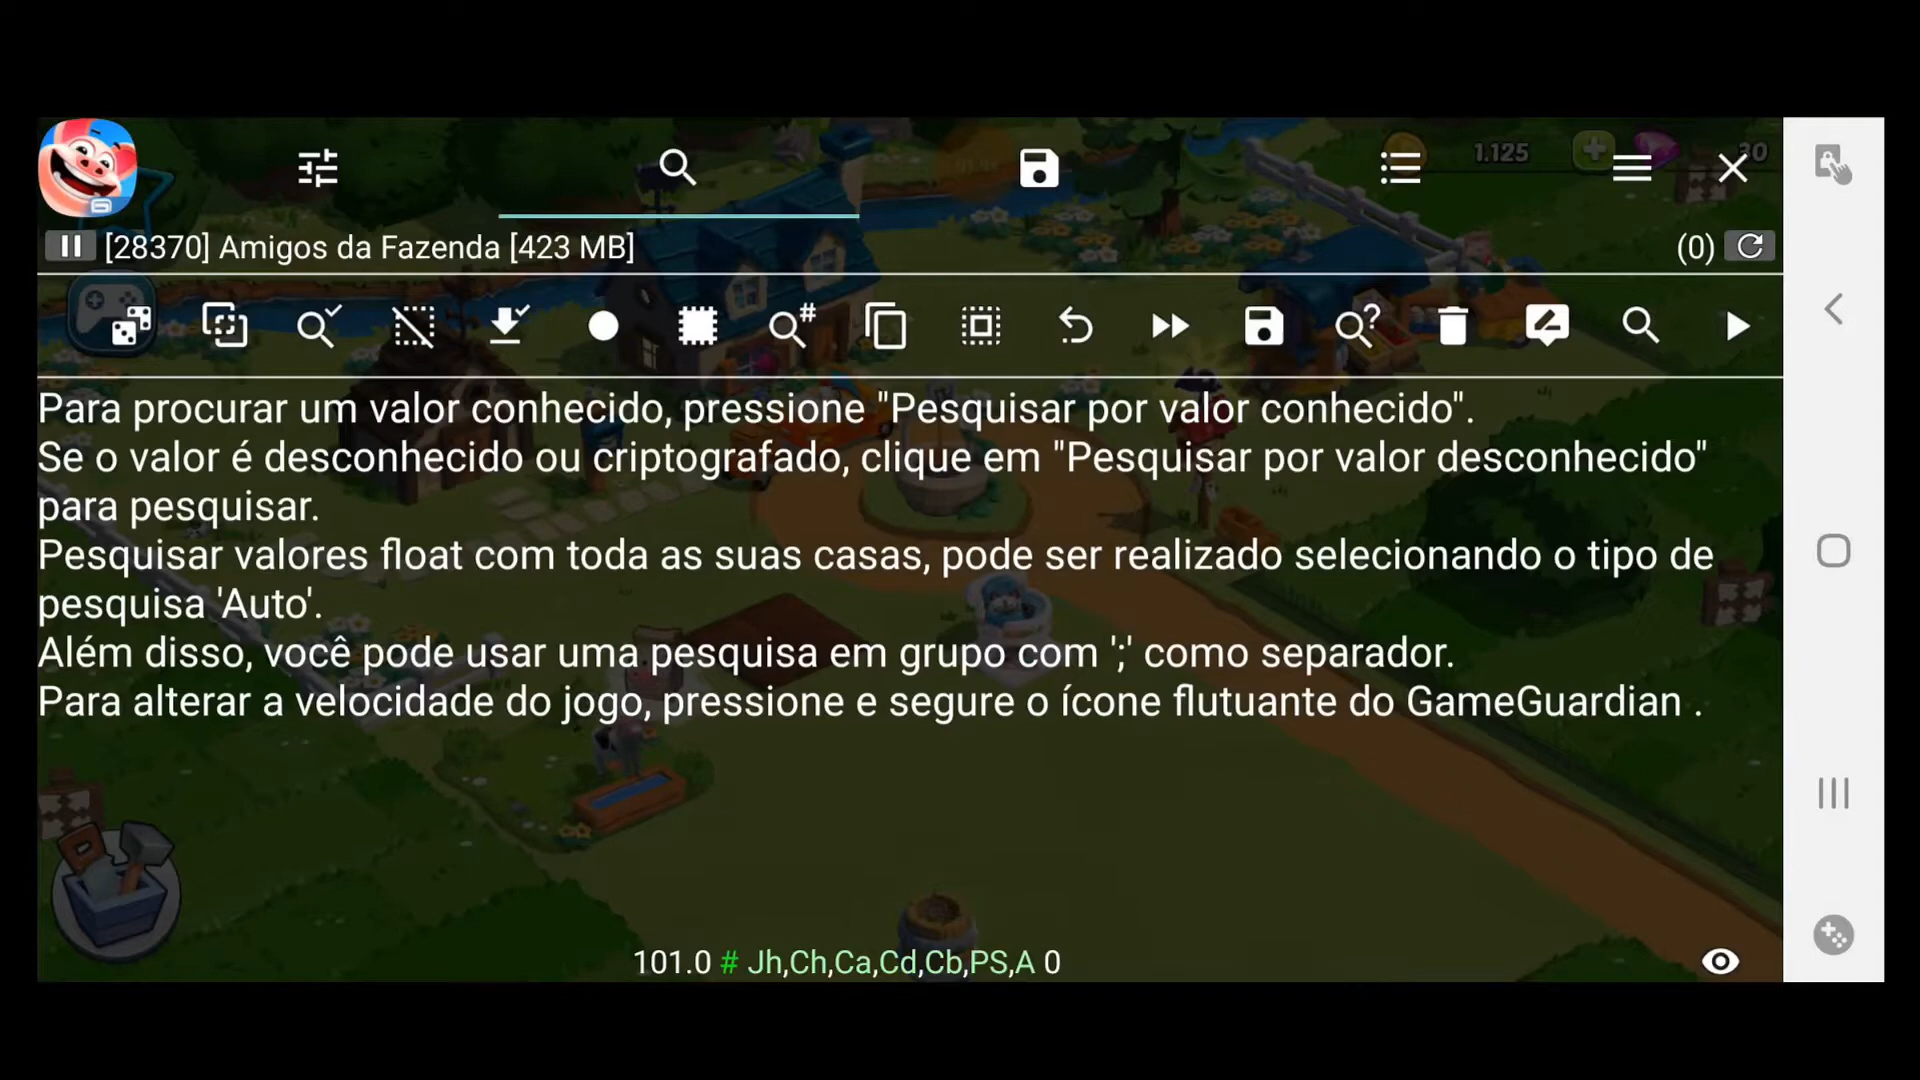 1.125
30
[28370] Amigos da Fazenda [423 MB]
(0)
Para procurar um valor conhecido, pressione "Pesquisar por valor conhecido".
Se o valor é desconhecido ou criptografado, clique em "Pesquisar por valor desconhecido"
para pesquisar.
Pesquisar valores float com toda as suas casas, pode ser realizado selecionando o tipo de
pesquisa 'Auto'.
Além disso, você pode usar uma pesquisa em grupo com ';' como separador.
Para alterar a velocidade do jogo, pressione e segure o ícone flutuante do GameGuardian .
101.0 # Jh,Ch,Ca,Cd,Cb,PS,A 0